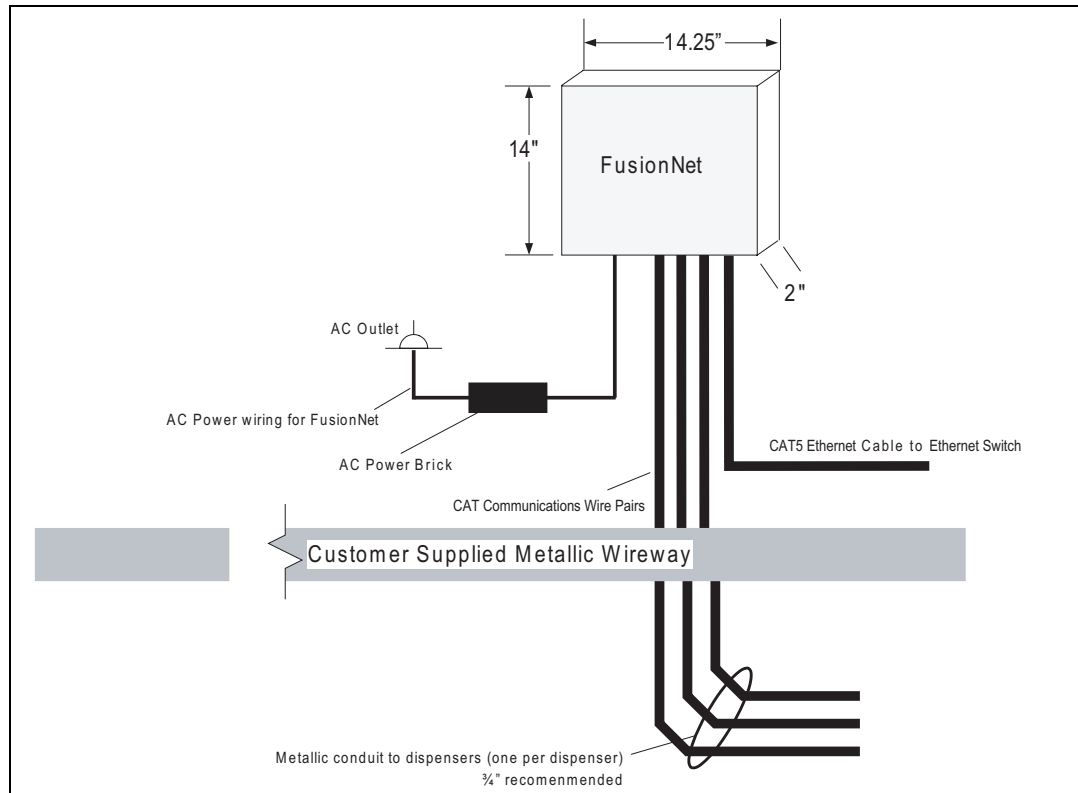 14.25”
14"
FusionNet
2"
AC Outlet
AC Power wiring for FusionNet
AC Power Brick
CAT5 Ethernet Cable to Ethernet Switch
CAT Communications Wire Pairs
Customer Supplied Metallic Wireway
Metallic conduit to dispensers (one per dispenser)
¾” recomenmended